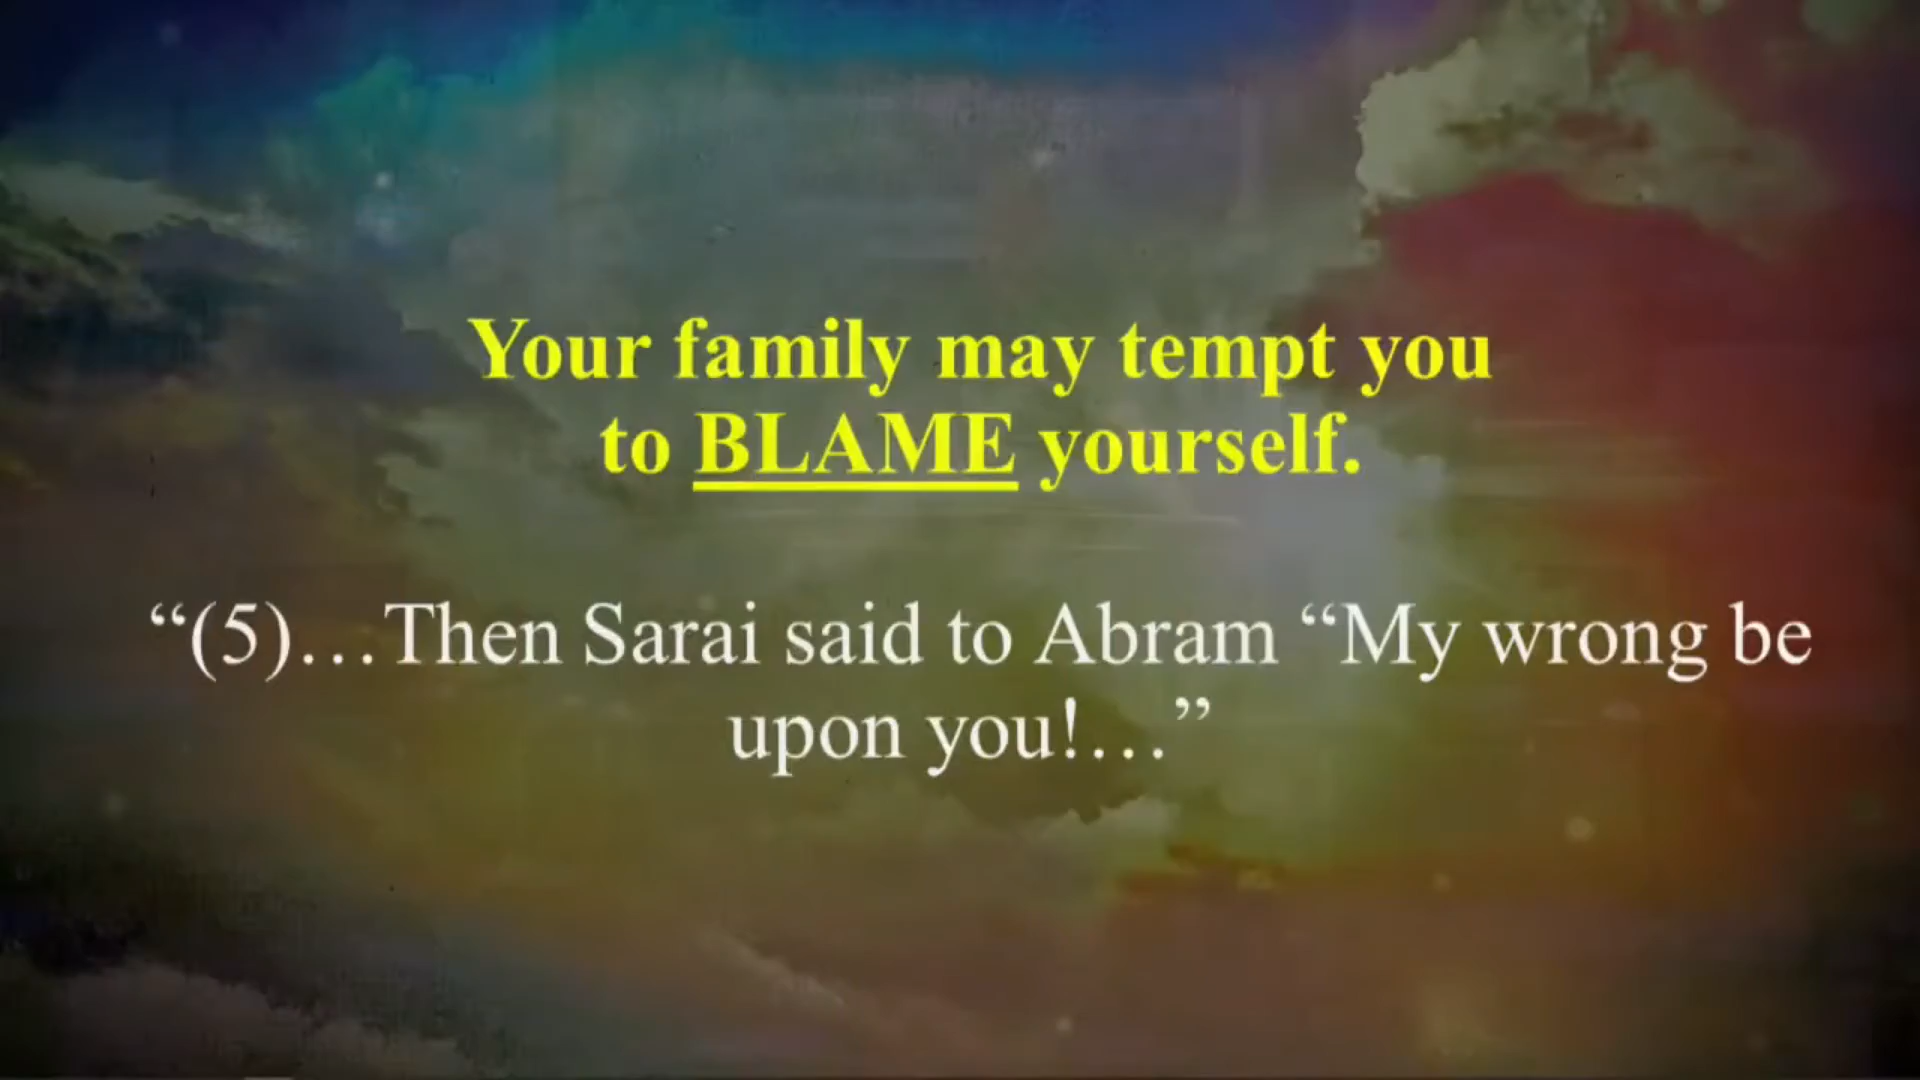 Your family may tempt you
to BLAME yourself.
“(5)…Then Sarai said to Abram “My wrong be
upon you!…”